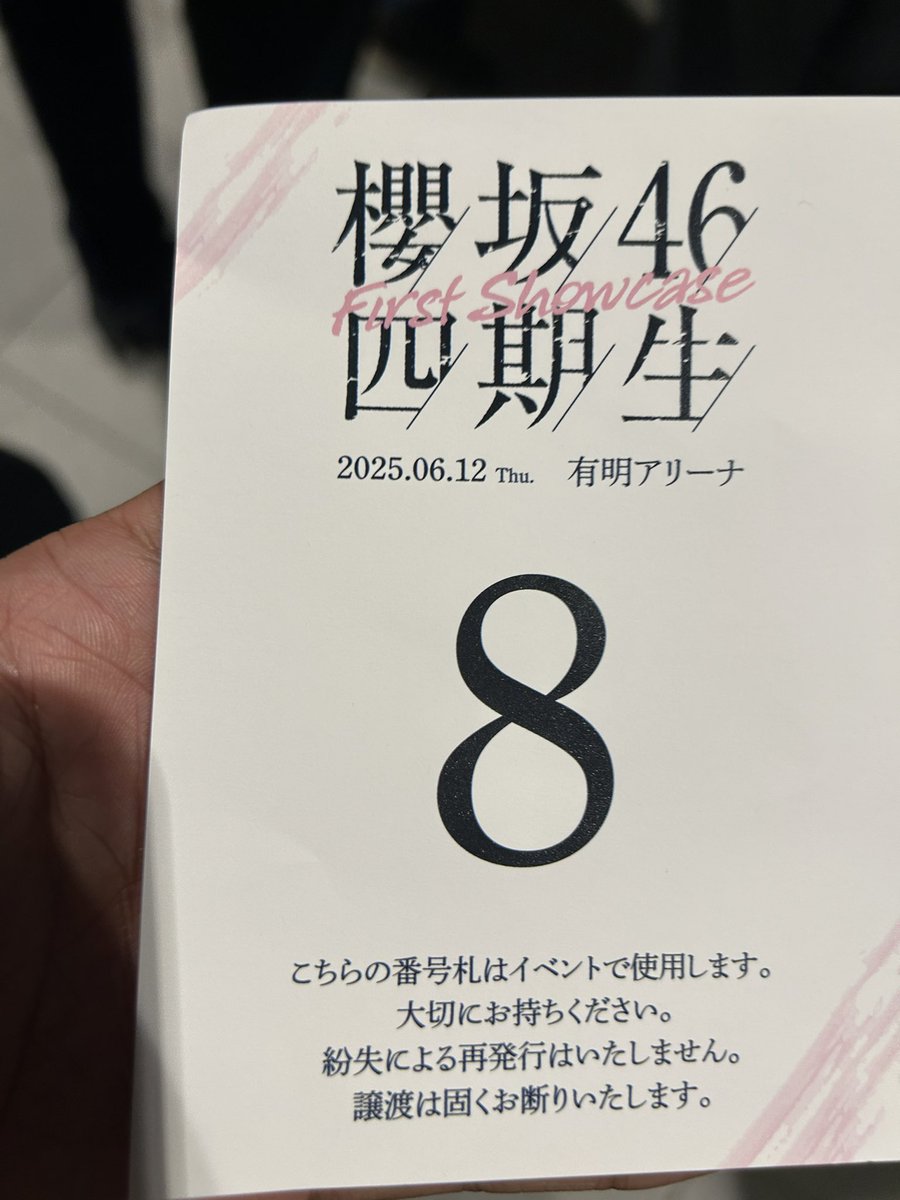 櫻坂46
First Showcase
四期生
2025.06.12 Thu. 有明アリーナ
8
こちらの番号札はイベントで使用します。
大切にお持ちください。
紛失による再発行はいたしません。
譲渡は固くお断りいたします。